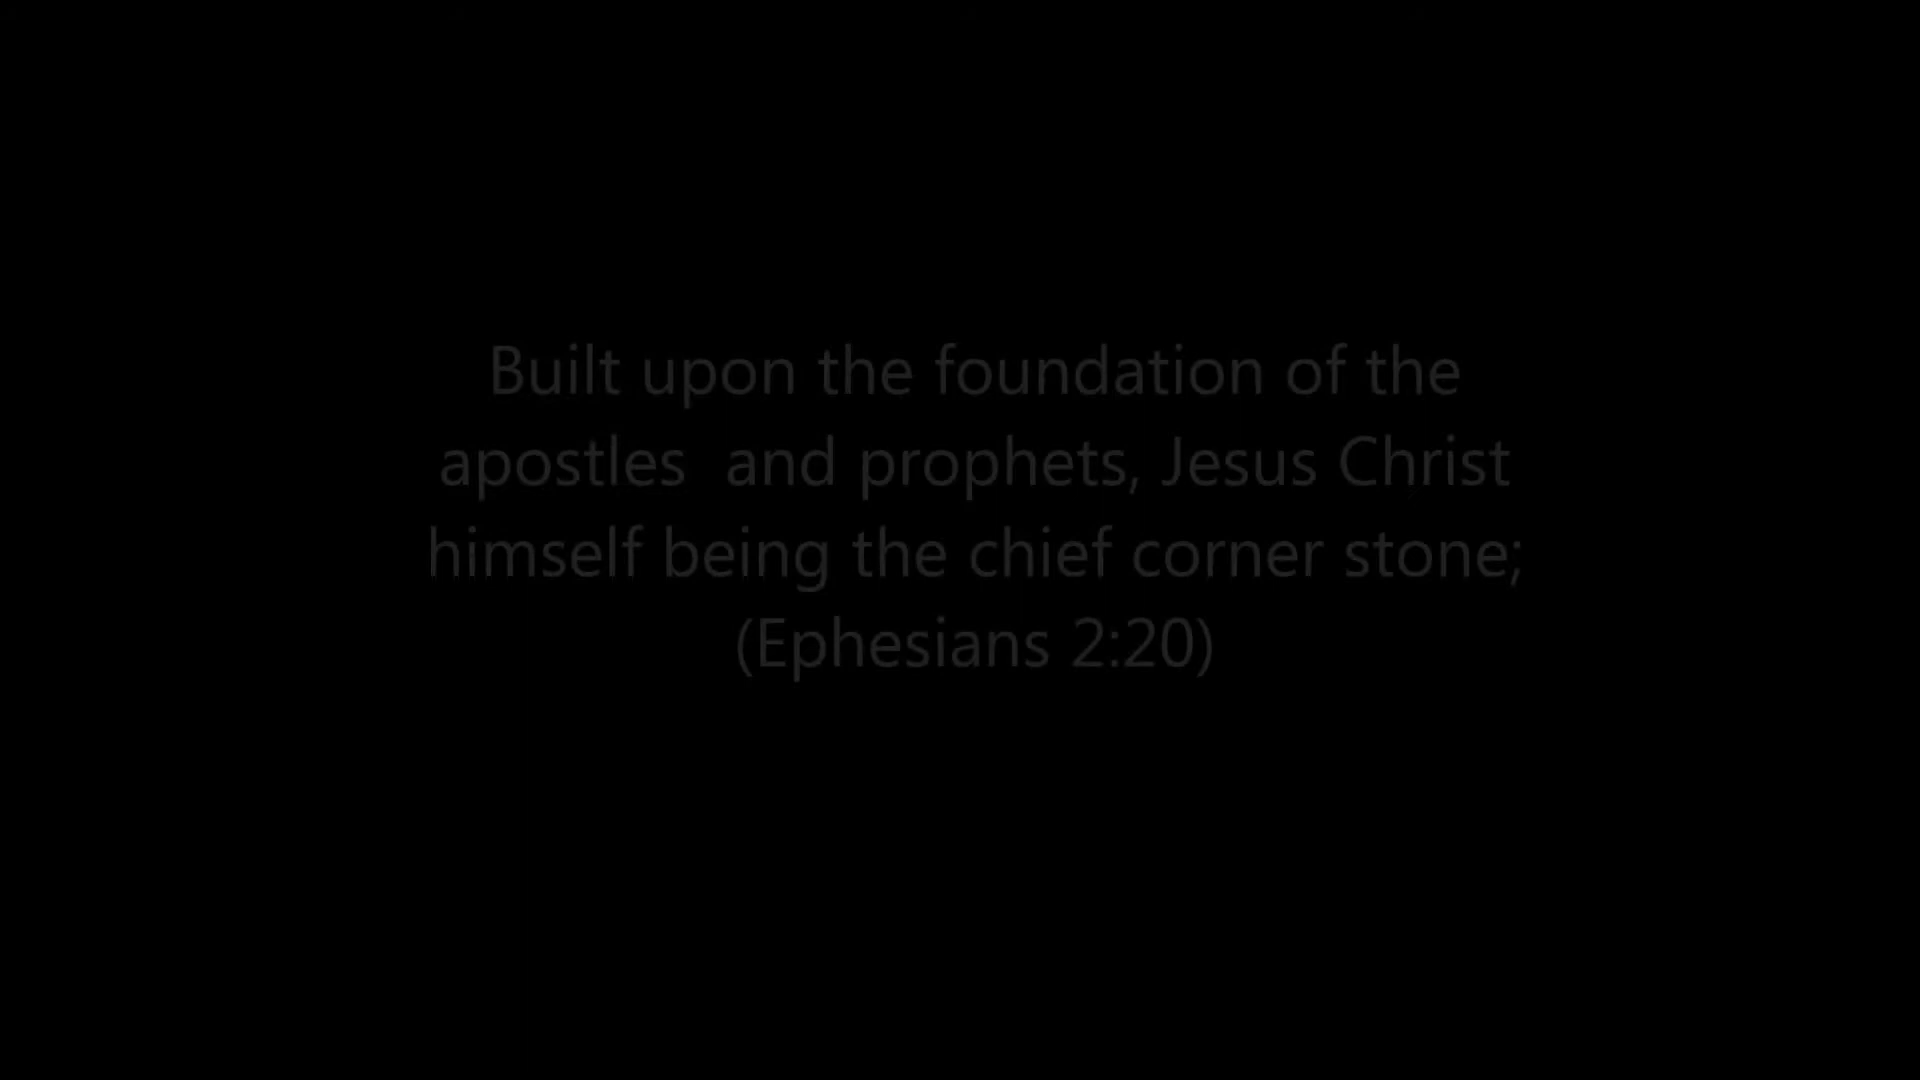 Built upon the foundation of the
apostles  and prophets, Jesus Christ
himself being the chief corner stone;
(Ephesians 2:20)